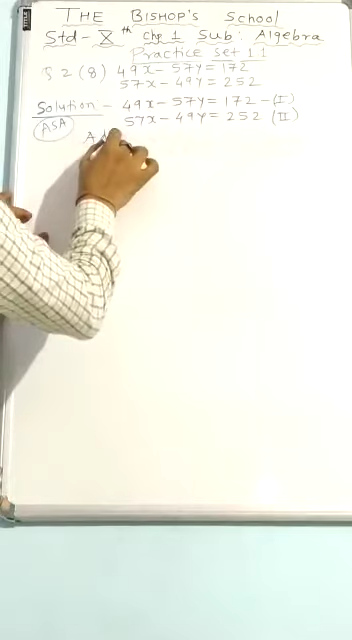 THE BISHOP'S School
Std - Xth Chp 1 Sub: Algebra
Practice Set 1.1
Q 2 (8) 49x - 57y = 172
57x - 49y = 252
Solution - 49x - 57y = 172 - (I)
57x - 49y = 252 (II)
ASA